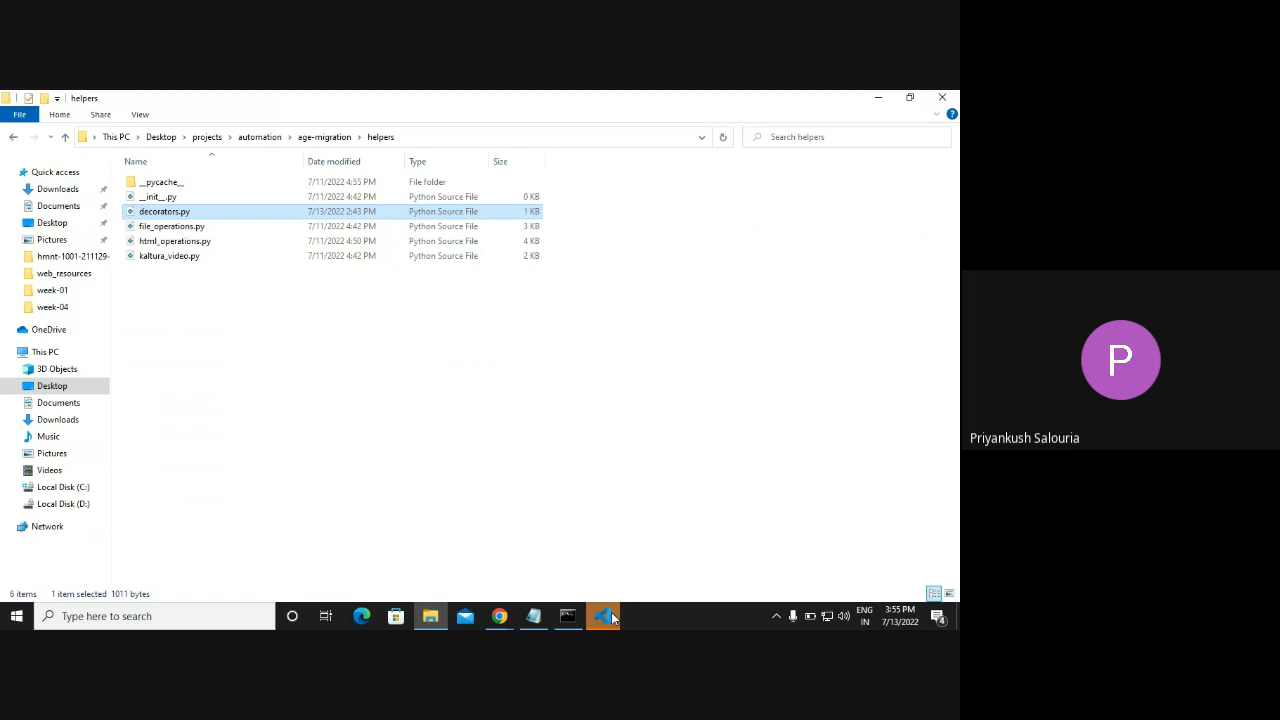 helpers
File Home Share View
This PC Desktop projects automation age-migration helpers
Search helpers
Name Date modified Type Size
__pycache__ 7/11/2022 4:55 PM File folder
__init__.py 7/11/2022 4:42 PM Python Source File 0 KB
decorators.py 7/13/2022 2:43 PM Python Source File 1 KB
file_operations.py 7/11/2022 4:42 PM Python Source File 3 KB
html_operations.py 7/11/2022 4:50 PM Python Source File 4 KB
kaltura_video.py 7/11/2022 4:42 PM Python Source File 2 KB
Quick access
Downloads
Documents
Desktop
Pictures
hmnt-1001-211129-
web_resources
week-01
week-04
OneDrive
This PC
3D Objects
Desktop
Documents
Downloads
Music
Pictures
Videos
Local Disk (C:)
Local Disk (D:)
Network
6 items 1 item selected 1011 bytes
Type here to search
ENG
IN
3:55 PM
7/13/2022
4
P
Priyankush Salouria